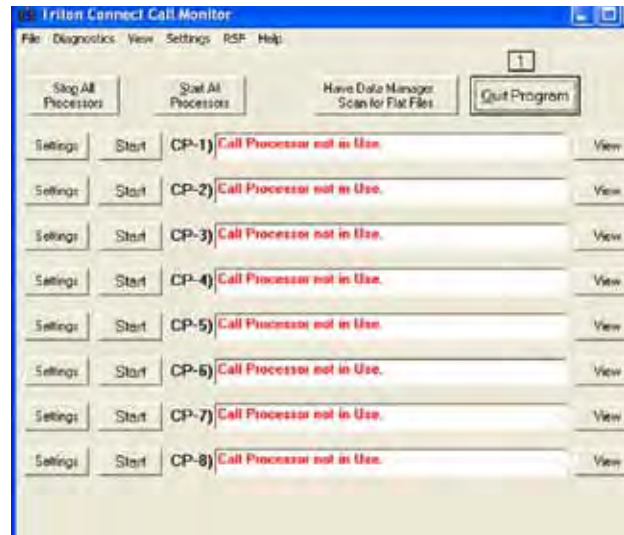 Triton Connect Call Monitor
File Diagnostics View Settings RSF Help
1
Stop All Processors
Start All Processors
Have Data Manager Scan for Flat Files
Quit Program
Settings Start CP-1) Call Processor not in Use. View
Settings Start CP-2) Call Processor not in Use. View
Settings Start CP-3) Call Processor not in Use. View
Settings Start CP-4) Call Processor not in Use. View
Settings Start CP-5) Call Processor not in Use. View
Settings Start CP-6) Call Processor not in Use. View
Settings Start CP-7) Call Processor not in Use. View
Settings Start CP-8) Call Processor not in Use. View